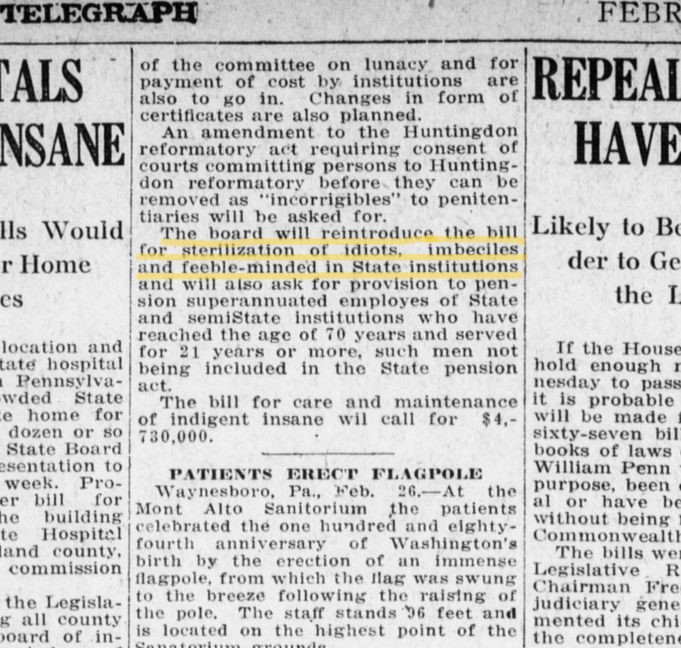 TELEGRAPH
FEBR
TALS
NSANE
lls Would
r Home
es
location and
tate hospital
Pennsylva-
wded State
e home for
dozen or so
State Board
esentation to
week. Pro-
er bill for
he building
te Hospital
land county,
commission
the Legisla-
g all county
board of in-
of the committee on lunacy and for
payment of cost by institutions are
also to go in. Changes in form of
certificates are also planned.
An amendment to the Huntingdon
reformatory act requiring consent of
courts committing persons to Hunting-
don reformatory before they can be
removed as "incorrigibles" to peniten-
tiaries will be asked for.
The board will reintroduce the bill
for sterilization of idiots, imbeciles
and feeble-minded in State institutions
and will also ask for provision to pen-
sion superannuated employes of State
and semiState institutions who have
reached the age of 70 years and served
for 21 years or more, such men not
being included in the State pension
act.
The bill for care and maintenance
of indigent insane wil call for $4,-
730,000.
PATIENTS ERECT FLAGPOLE
Waynesboro, Pa., Feb. 26.—At the
Mont Alto Sanitorium the patients
celebrated the one hundred and eighty-
fourth anniversary of Washington's
birth by the erection of an immense
flagpole, from which the flag was swung
to the breeze following the raising of
the pole. The staff stands 96 feet and
is located on the highest point of the
Sanatorium grounds.
REPEAL
HAVE
Likely to Be
der to Ge
the L
If the House
hold enough
nesday to pass
it is probable
will be made
sixty-seven bil
books of laws
William Penn
purpose, been
al or have be
without being
Commonwealth
The bills wer
Legislative R
Chairman Fre
judiciary gene
mented its chi
the completene